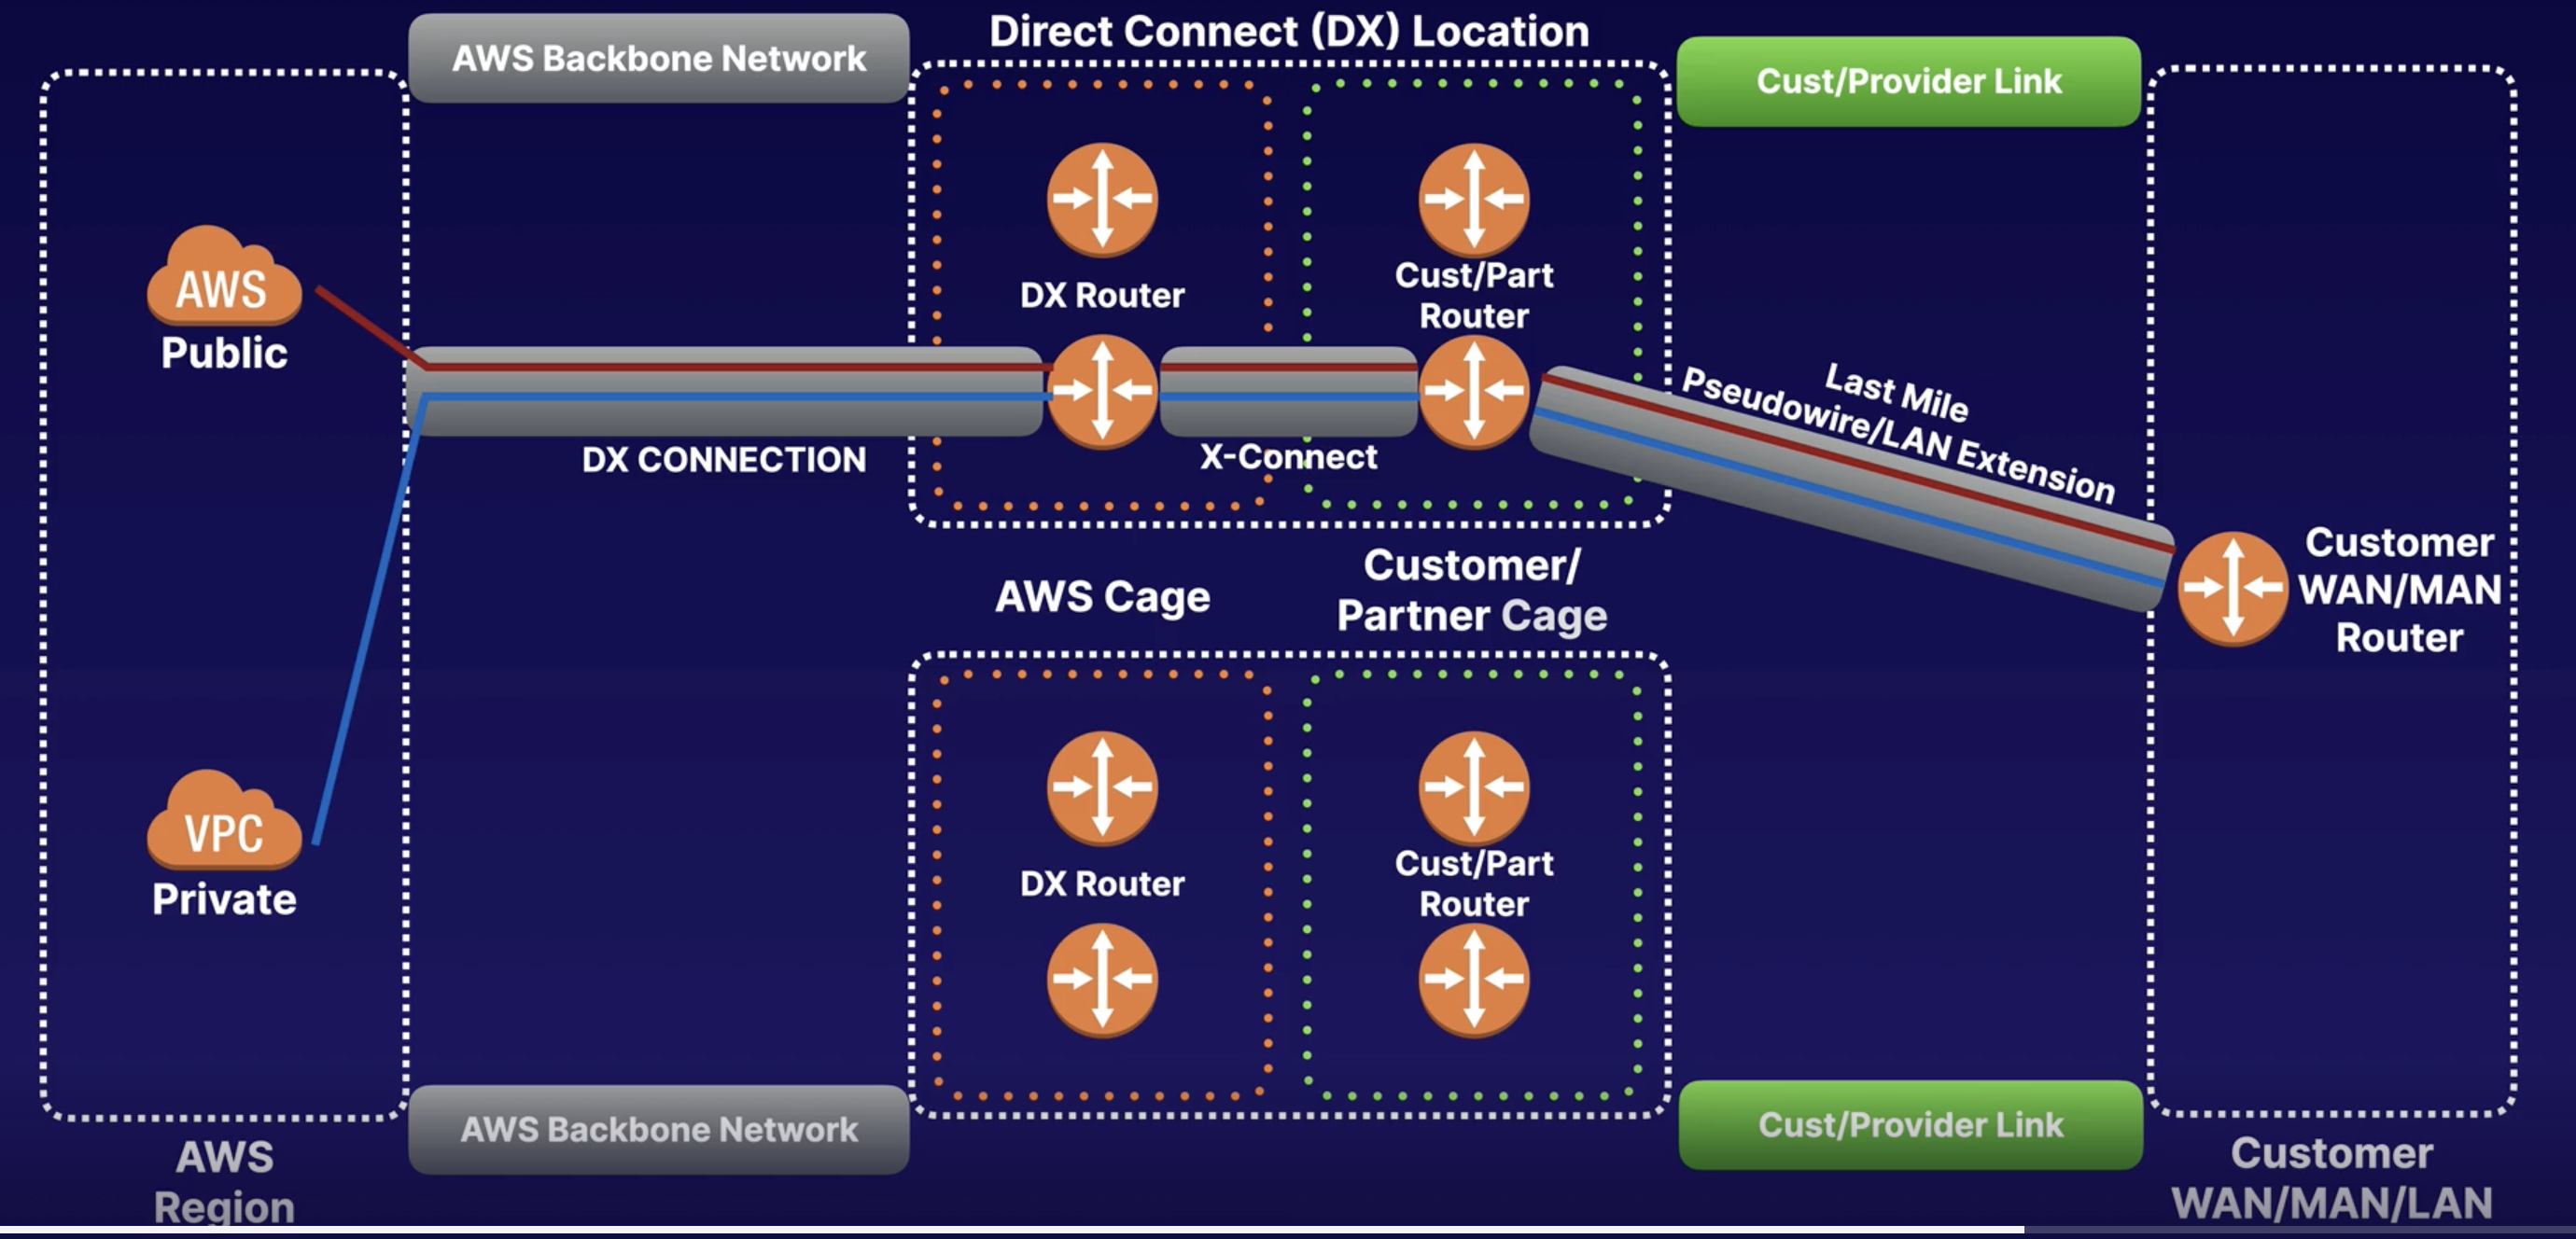 AWS Backbone Network
Direct Connect (DX) Location
Cust/Provider Link
AWS
Public
DX Router
Cust/Part
Router
DX CONNECTION
X-Connect
Last Mile
Pseudowire/LAN Extension
Customer
WAN/MAN
Router
AWS Cage
Customer/
Partner Cage
VPC
Private
DX Router
Cust/Part
Router
AWS Backbone Network
Cust/Provider Link
AWS
Region
Customer
WAN/MAN/LAN